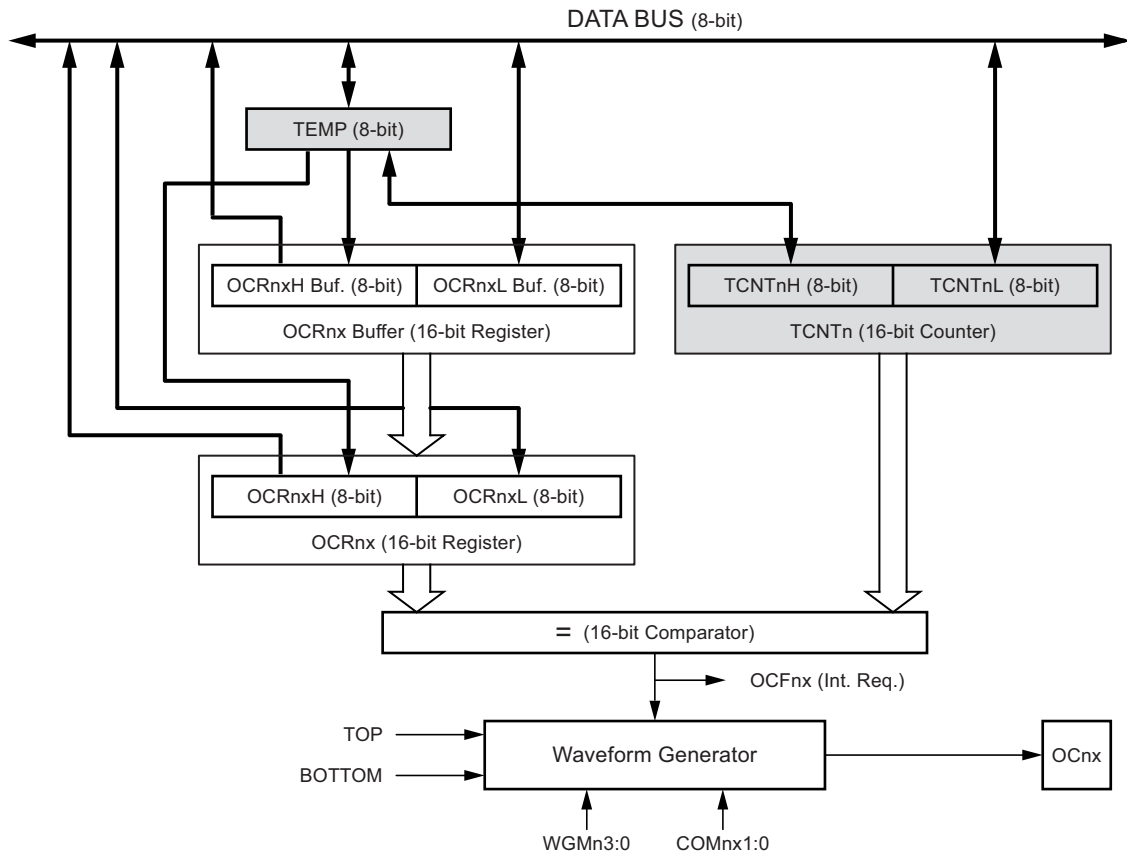 DATA BUS (8-bit)
TEMP (8-bit)
OCRnxH Buf. (8-bit) OCRnxL Buf. (8-bit)
OCRnx Buffer (16-bit Register)
TCNTnH (8-bit) TCNTnL (8-bit)
TCNTn (16-bit Counter)
OCRnxH (8-bit) OCRnxL (8-bit)
OCRnx (16-bit Register)
= (16-bit Comparator)
OCFnx (Int. Req.)
TOP
BOTTOM
Waveform Generator
OCnx
WGMn3:0 COMnx1:0